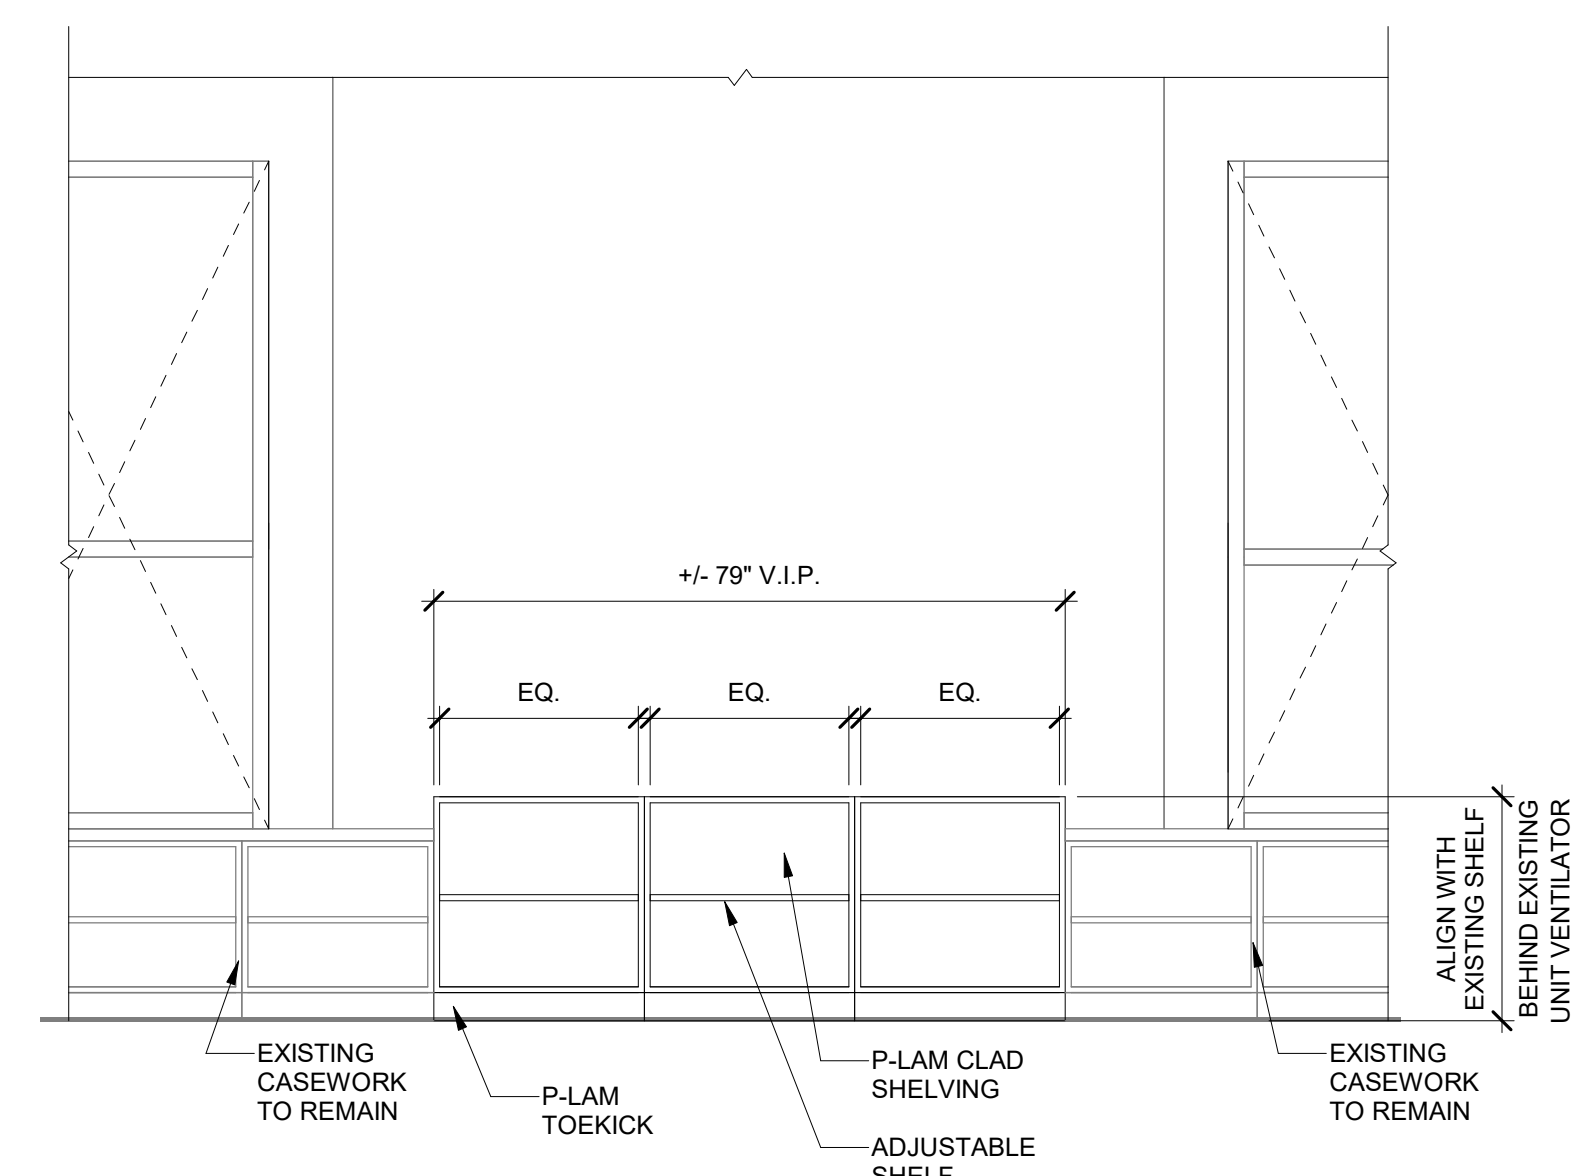 +/- 79" V.I.P.
EQ.
EQ.
EQ.
ALIGN WITH
EXISTING SHELF
BEHIND EXISTING
UNIT VENTILATOR
EXISTING
CASEWORK
TO REMAIN
P-LAM
TOEKICK
P-LAM CLAD
SHELVING
ADJUSTABLE
SHELF
EXISTING
CASEWORK
TO REMAIN